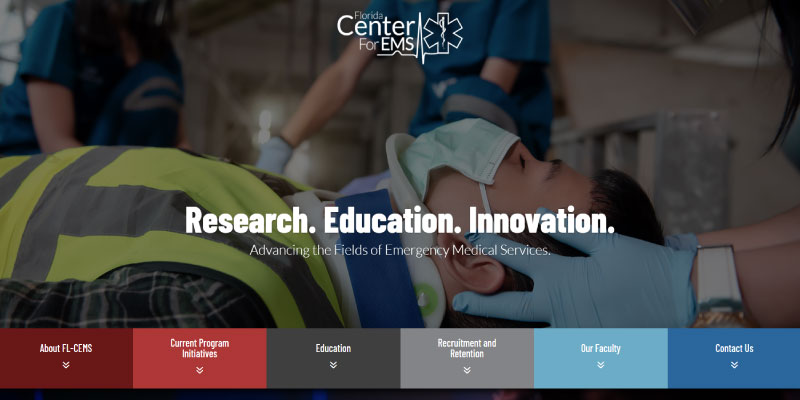 Florida
Center
For EMS
Research. Education. Innovation.
Advancing the Fields of Emergency Medical Services.
About FL-CEMS
Current Program
Initiatives
Education
Recruitment and
Retention
Our Faculty
Contact Us